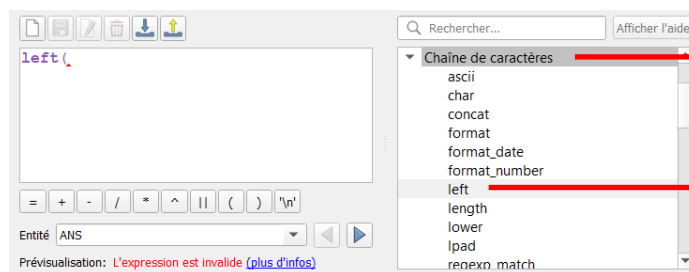 Rechercher...
Afficher l'aide
left(
Chaîne de caractères
ascii
char
concat
format
format_date
format_number
left
length
lower
lpad
regexp_match
= + - / * ^ || ( ) '\n'
Entité ANS
Prévisualisation: L'expression est invalide (plus d'infos)